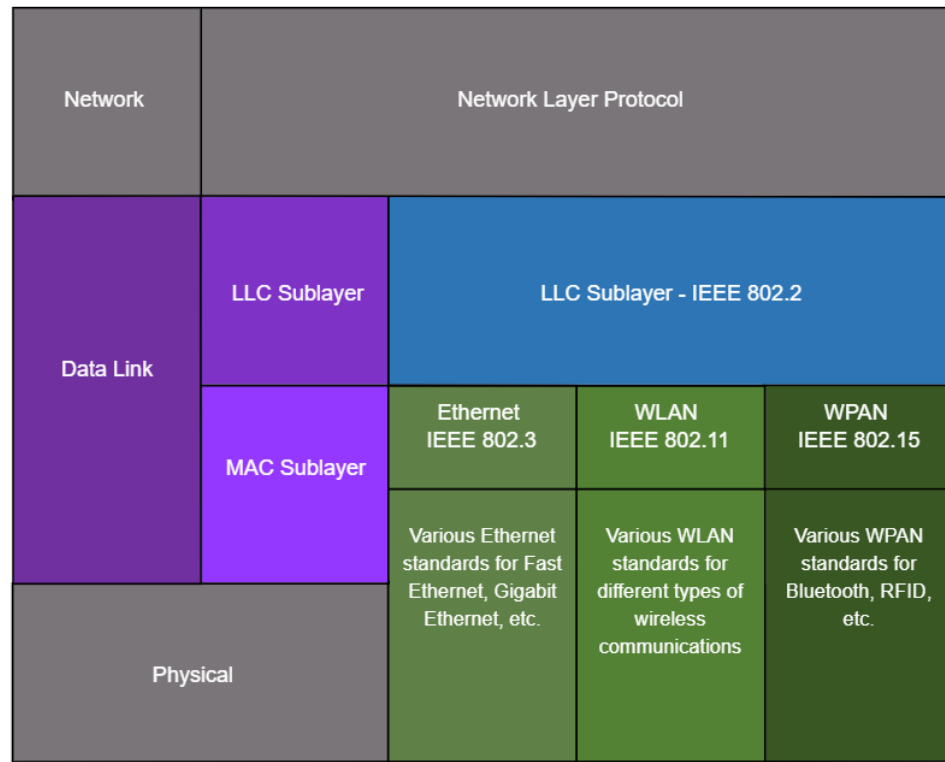 Network
Network Layer Protocol
Data Link
LLC Sublayer
LLC Sublayer - IEEE 802.2
MAC Sublayer
Ethernet
IEEE 802.3
WLAN
IEEE 802.11
WPAN
IEEE 802.15
Various Ethernet
standards for Fast
Ethernet, Gigabit
Ethernet, etc.
Various WLAN
standards for
different types of
wireless
communications
Various WPAN
standards for
Bluetooth, RFID,
etc.
Physical